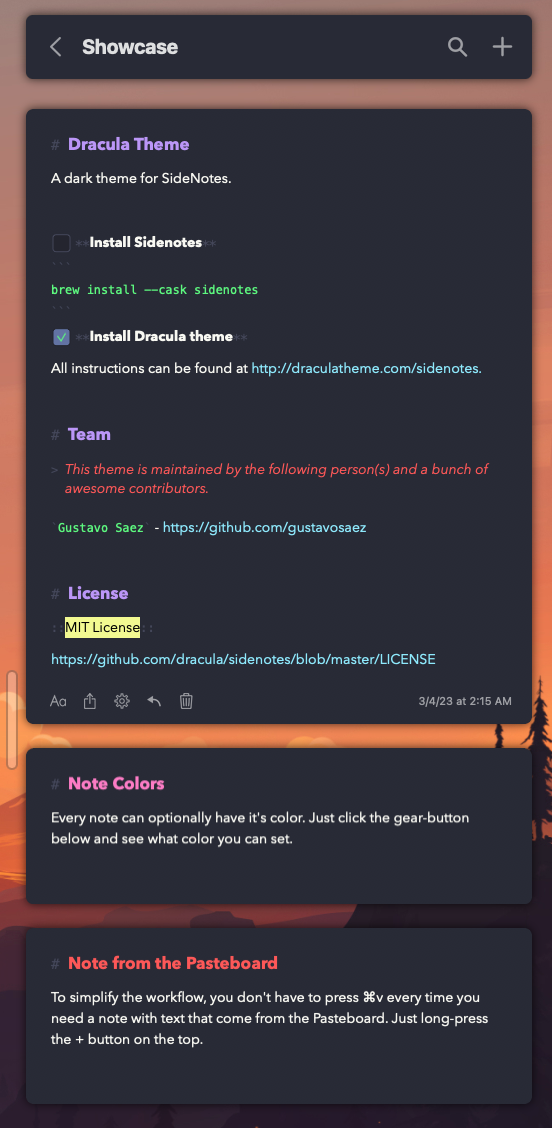 Showcase
# Dracula Theme
A dark theme for SideNotes.
**Install Sidenotes**
```
brew install --cask sidenotes
```
**Install Dracula theme**
All instructions can be found at http://draculatheme.com/sidenotes.
# Team
> This theme is maintained by the following person(s) and a bunch of
awesome contributors.
`Gustavo Saez` - https://github.com/gustavosaez
# License
::MIT License::
https://github.com/dracula/sidenotes/blob/master/LICENSE
Aa
3/4/23 at 2:15 AM
# Note Colors
Every note can optionally have it's color. Just click the gear-button
below and see what color you can set.
# Note from the Pasteboard
To simplify the workflow, you don't have to press ⌘v every time you
need a note with text that come from the Pasteboard. Just long-press
the + button on the top.